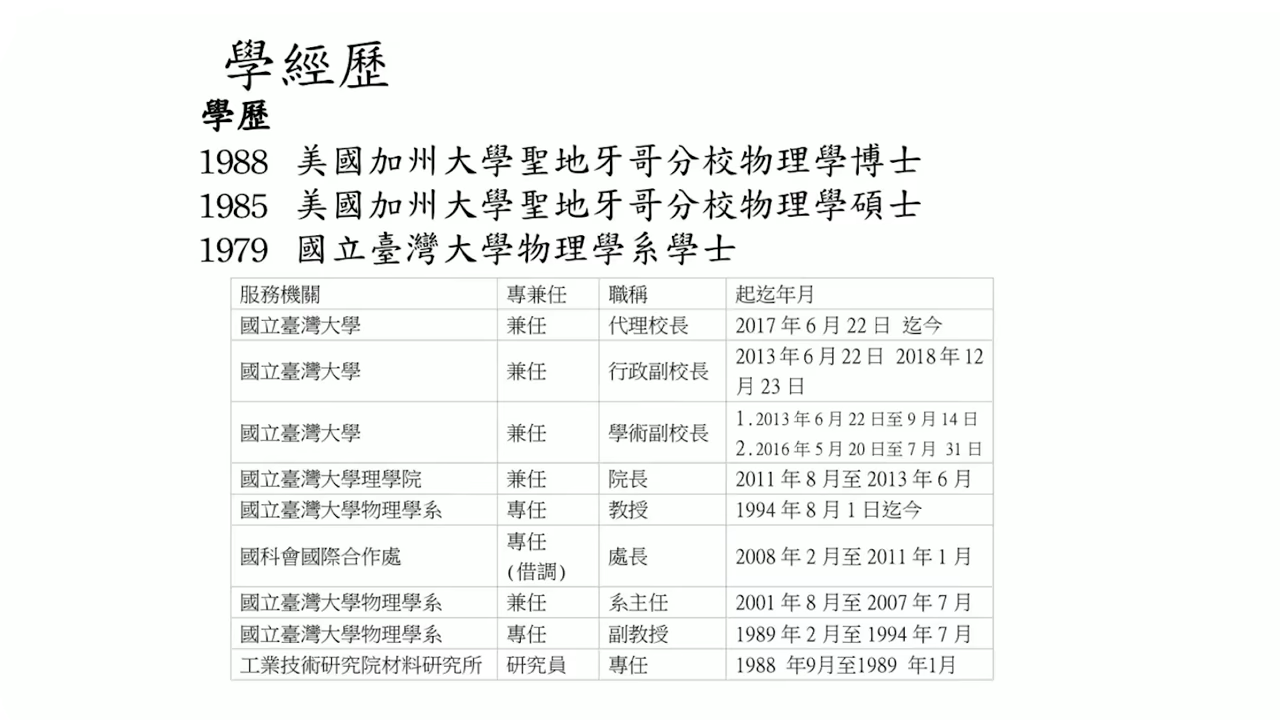 學經歷
學歷
1988 美國加州大學聖地牙哥分校物理學博士
1985 美國加州大學聖地牙哥分校物理學碩士
1979 國立臺灣大學物理學系學士
服務機關 專兼任 職稱 起迄年月
國立臺灣大學 兼任 代理校長 2017 年 6 月 22 日 迄今
國立臺灣大學 兼任 行政副校長 2013 年 6 月 22 日 2018 年 12
月 23 日
國立臺灣大學 兼任 學術副校長 1.2013 年 6 月 22 日至 9 月 14 日
2.2016 年 5 月 20 日至 7 月 31 日
國立臺灣大學理學院 兼任 院長 2011 年 8 月至 2013 年 6 月
國立臺灣大學物理學系 專任 教授 1994 年 8 月 1 日迄今
國科會國際合作處 專任 處長 2008 年 2 月至 2011 年 1 月
(借調)
國立臺灣大學物理學系 兼任 系主任 2001 年 8 月至 2007 年 7 月
國立臺灣大學物理學系 專任 副教授 1989 年 2 月至 1994 年 7 月
工業技術研究院材料研究所 研究員 專任 1988 年9月至1989 年1月